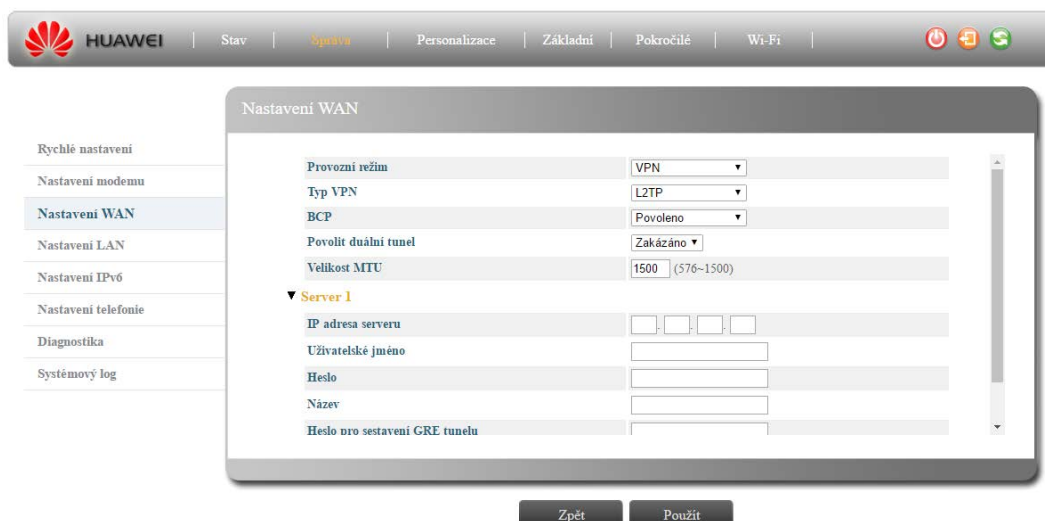 HUAWEI | Stav | Správa | Personalizace | Základní | Pokročilé | Wi-Fi |
Nastavení WAN
Rychlé nastavení
Nastavení modemu
Nastavení WAN
Nastavení LAN
Nastavení IPv6
Nastavení telefonie
Diagnostika
Systémový log
Provozní režim VPN
Typ VPN L2TP
BCP Povoleno
Povolit duální tunel Zakázáno
Velikost MTU 1500 (576~1500)
Server 1
IP adresa serveru . . .
Uživatelské jméno
Heslo
Název
Heslo pro sestavení GRE tunelu
Zpět Použít